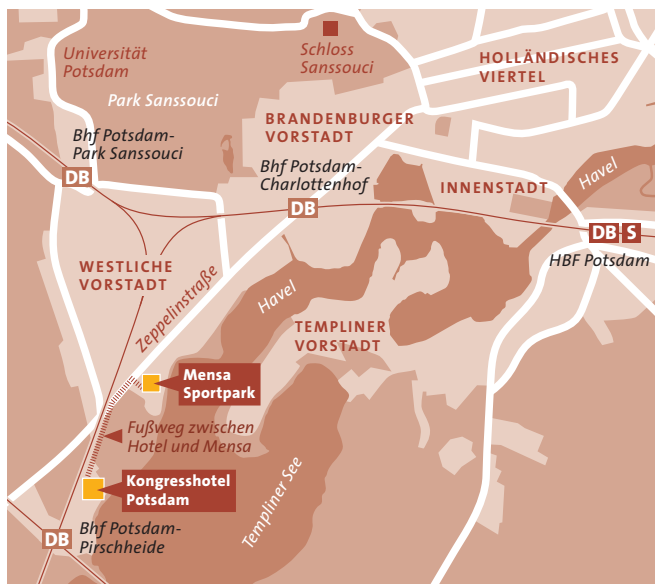 Universität
Potsdam
Schloss
Sanssouci
HOLLÄNDISCHES
VIERTEL
Park Sanssouci
BRANDENBURGER
VORSTADT
Bhf Potsdam-
Park Sanssouci
DB
Bhf Potsdam-
Charlottenhof
DB
INNENSTADT
Havel
DB S
HBF Potsdam
WESTLICHE
VORSTADT
Zeppelinstraße
Havel
TEMPLINER
VORSTADT
Mensa
Sportpark
Fußweg zwischen
Hotel und Mensa
Kongresshotel
Potsdam
Templiner See
DB
Bhf Potsdam-
Pirschheide